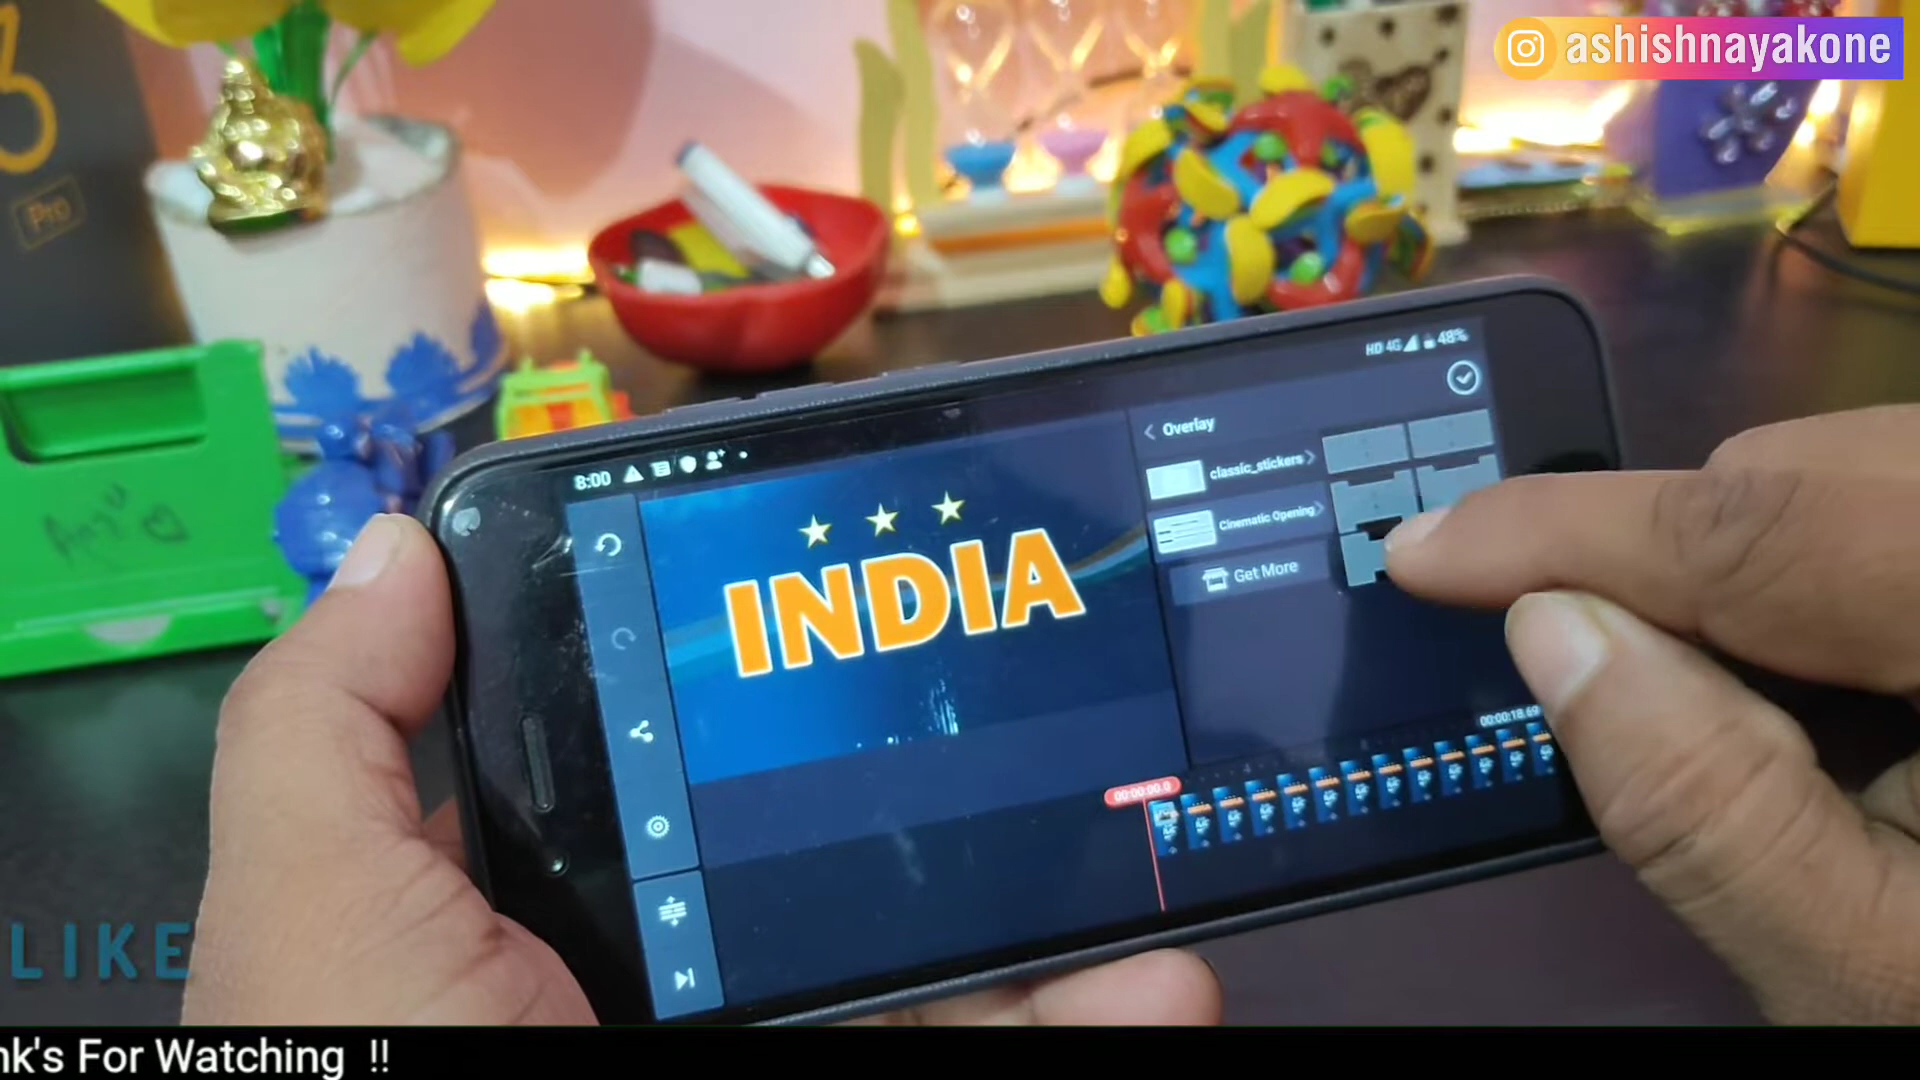 ashishnayakone
3
Pro
HD 4G 48%
8:00
Overlay
classic_stickers
Cinematic Opening
Get More
INDIA
00:00:18.69
00:00:00.0
LIKE
nk's For Watching !!